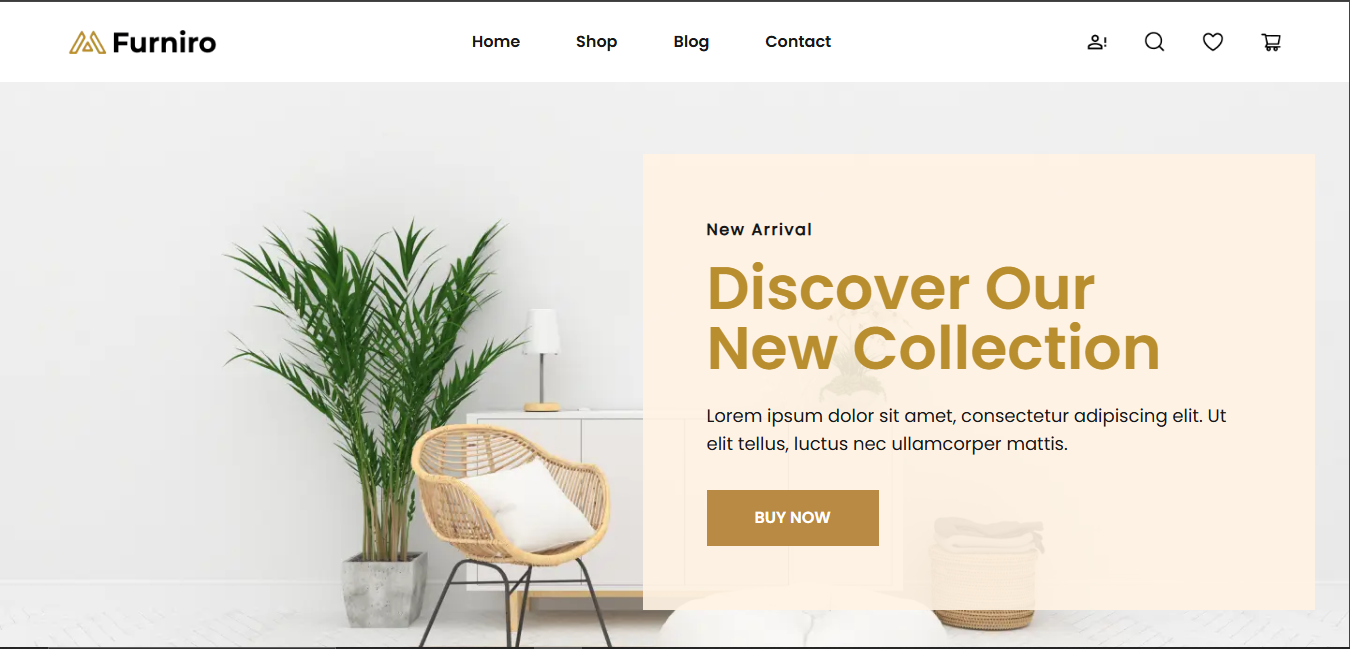 Furniro
Home
Shop
Blog
Contact
New Arrival
Discover Our
New Collection
Lorem ipsum dolor sit amet, consectetur adipiscing elit. Ut
elit tellus, luctus nec ullamcorper mattis.
BUY NOW